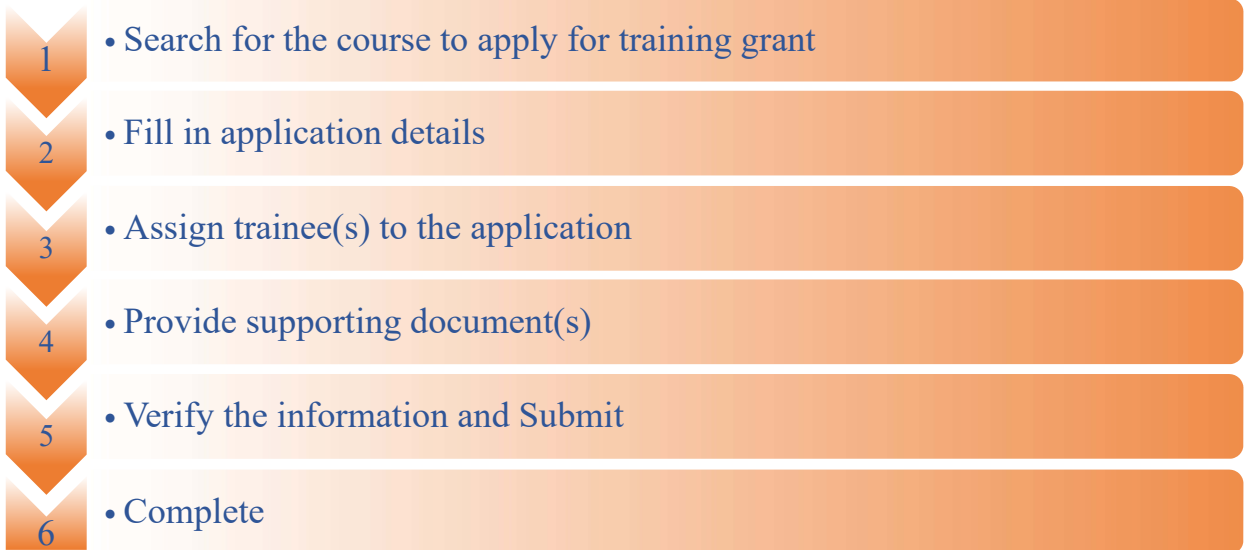 1
• Search for the course to apply for training grant
2
• Fill in application details
3
• Assign trainee(s) to the application
4
• Provide supporting document(s)
5
• Verify the information and Submit
6
• Complete